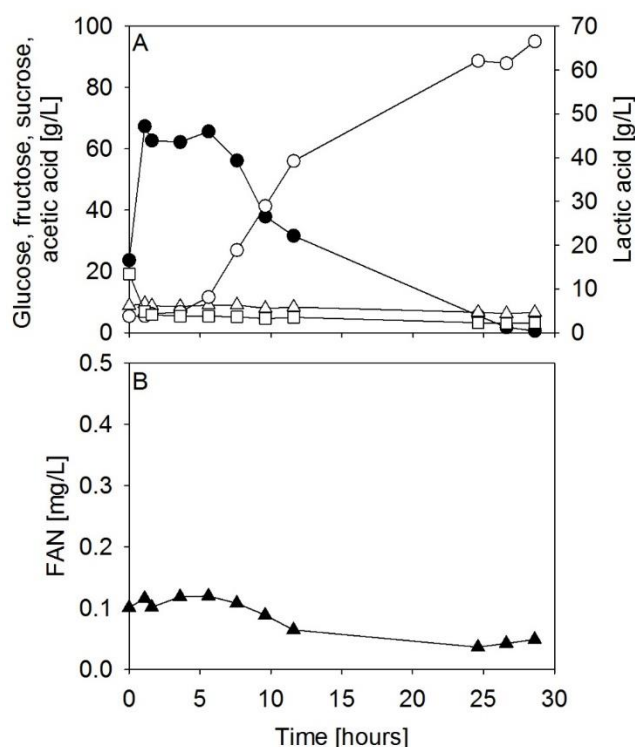 Glucose, fructose, sucrose,
acetic acid [g/L]
A
100
80
60
40
20
0
70
60
50
40
30
20
10
0
Lactic acid [g/L]
FAN [mg/L]
B
0.5
0.4
0.3
0.2
0.1
0.0
0 5 10 15 20 25 30
Time [hours]